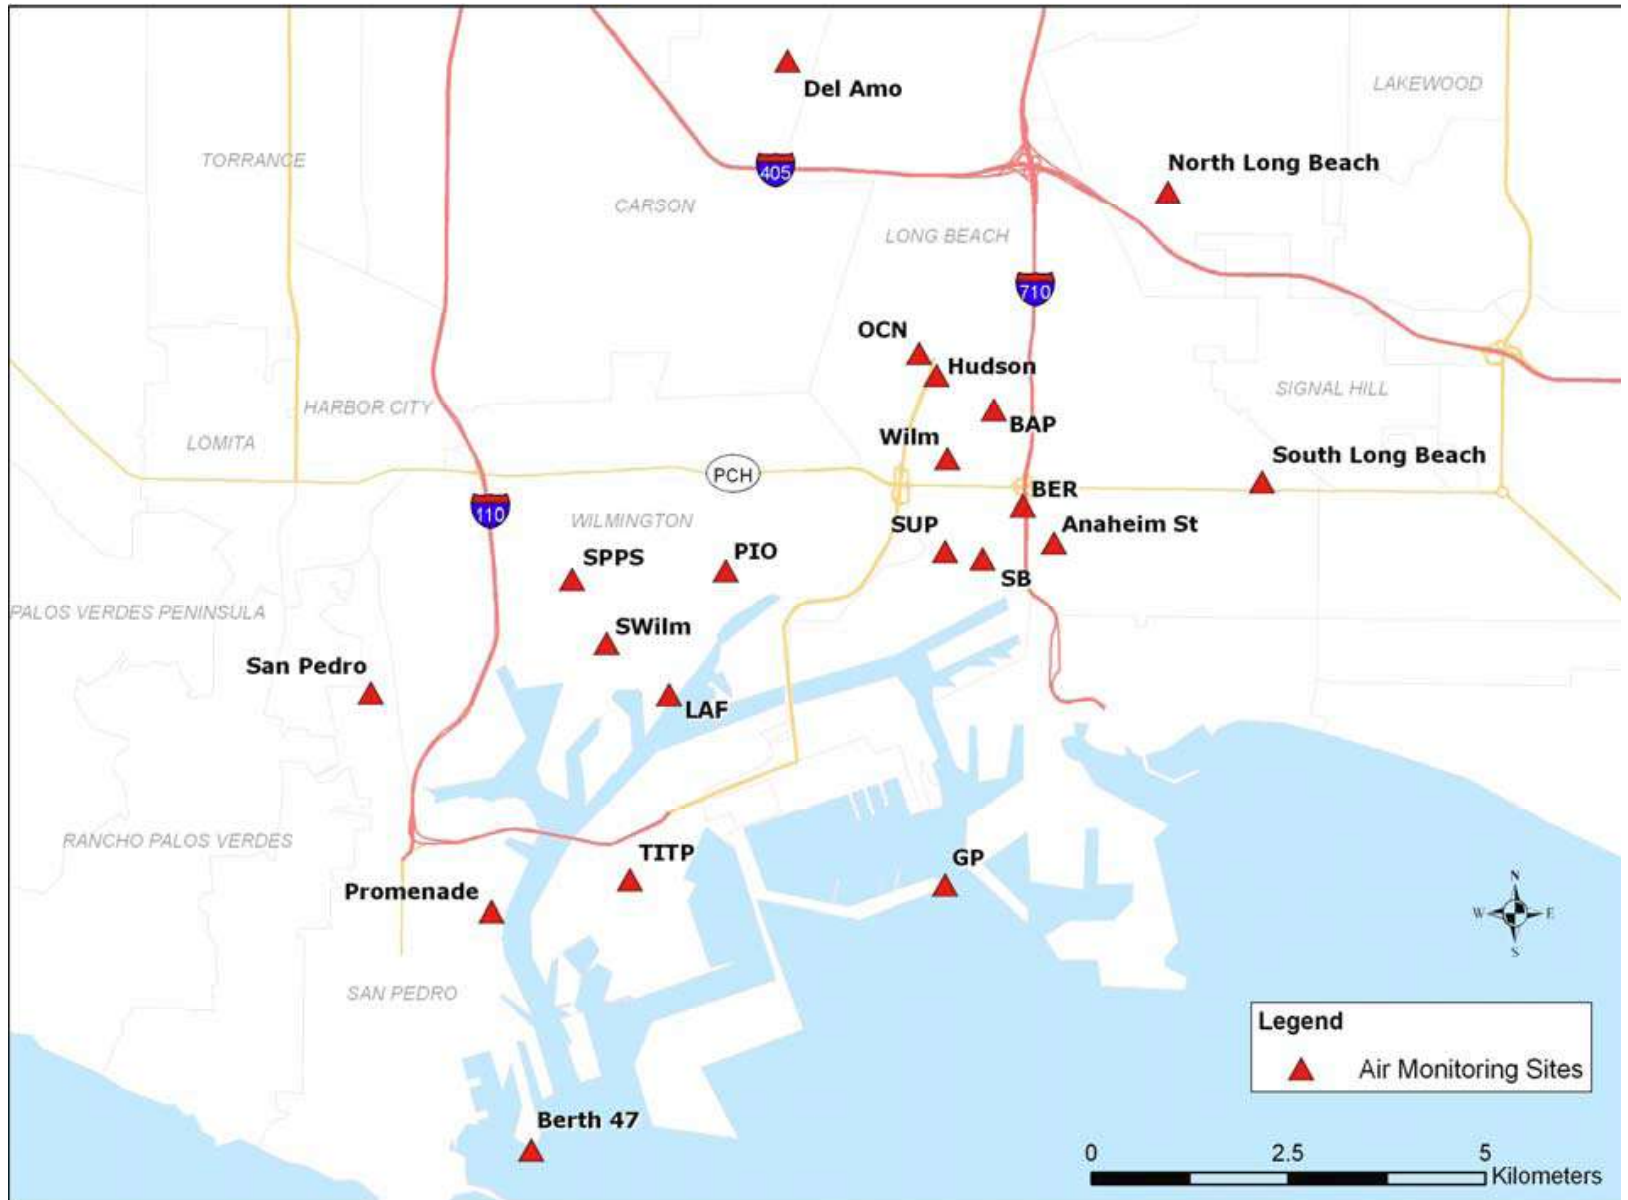 Del Amo
LAKEWOOD
TORRANCE
405
North Long Beach
CARSON
LONG BEACH
710
OCN
Hudson
SIGNAL HILL
HARBOR CITY
BAP
LOMITA
Wilm
South Long Beach
PCH
BER
110
WILMINGTON
SUP
Anaheim St
SPPS
PIO
SB
PALOS VERDES PENINSULA
SWilm
San Pedro
LAF
RANCHO PALOS VERDES
TITP
GP
Promenade
N
W
E
S
SAN PEDRO
Legend
Air Monitoring Sites
Berth 47
0 2.5 5
Kilometers